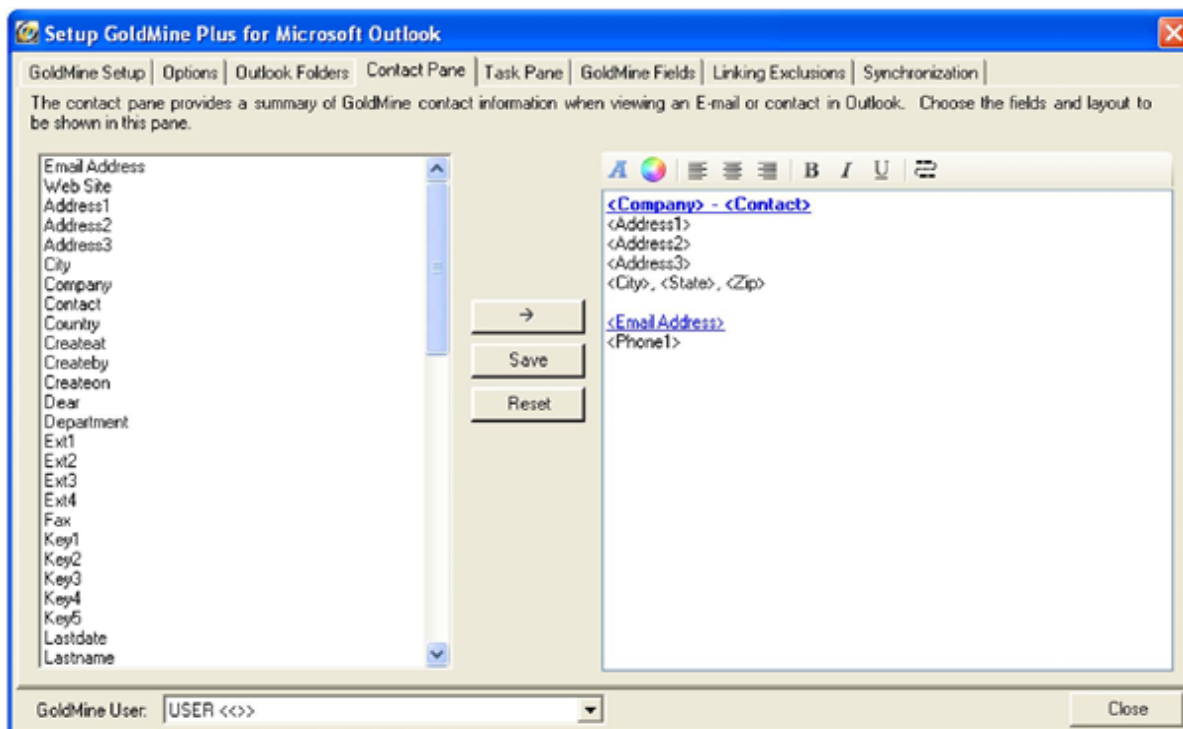 Setup GoldMine Plus for Microsoft Outlook
GoldMine Setup Options Outlook Folders Contact Pane Task Pane GoldMine Fields Linking Exclusions Synchronization
The contact pane provides a summary of GoldMine contact information when viewing an E-mail or contact in Outlook. Choose the fields and layout to
be shown in this pane.
Email Address
Web Site
Address1
Address2
Address3
City
Company
Contact
Country
Createat
Createby
Createon
Dear
Department
Ext1
Ext2
Ext3
Ext4
Fax
Key1
Key2
Key3
Key4
Key5
Lastdate
Lastname
→
Save
Reset
A B I U
<Company> - <Contact>
<Address1>
<Address2>
<Address3>
<City>, <State>, <Zip>
<Email Address>
<Phone1>
GoldMine User: USER <<>>
Close